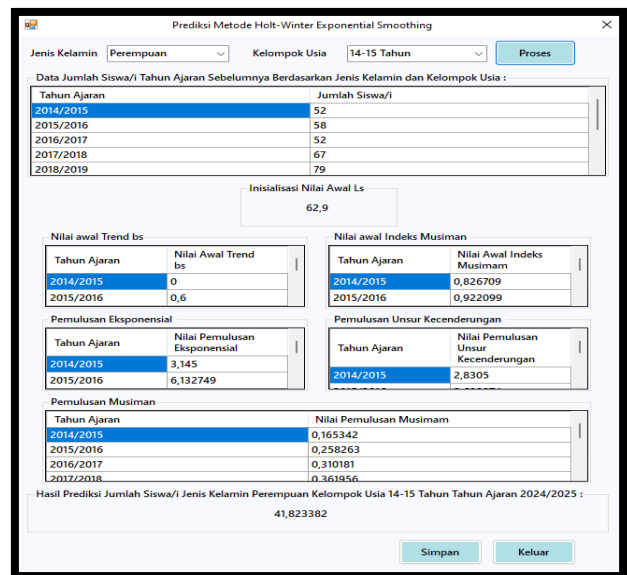 Prediksi Metode Holt-Winter Exponential Smoothing
Jenis Kelamin Perempuan Kelompok Usia 14-15 Tahun Proses
Data Jumlah Siswa/i Tahun Ajaran Sebelumnya Berdasarkan Jenis Kelamin dan Kelompok Usia :
Tahun Ajaran Jumlah Siswa/i
2014/2015 52
2015/2016 58
2016/2017 52
2017/2018 67
2018/2019 79
Inisialisasi Nilai Awal Ls
62,9
Nilai awal Trend bs
Tahun Ajaran Nilai Awal Trend bs
2014/2015 0
2015/2016 0,6
Nilai awal Indeks Musiman
Tahun Ajaran Nilai Awal Indeks Musimam
2014/2015 0,826709
2015/2016 0,922099
Pemulusan Eksponensial
Tahun Ajaran Nilai Pemulusan Eksponensial
2014/2015 3,145
2015/2016 6,132749
Pemulusan Unsur Kecenderungan
Tahun Ajaran Nilai Pemulusan Unsur Kecenderungan
2014/2015 2,8305
Pemulusan Musiman
Tahun Ajaran Nilai Pemulusan Musimam
2014/2015 0,165342
2015/2016 0,258263
2016/2017 0,310181
2017/2018 0,361956
Hasil Prediksi Jumlah Siswa/i Jenis Kelamin Perempuan Kelompok Usia 14-15 Tahun Tahun Ajaran 2024/2025 :
41,823382
Simpan Keluar